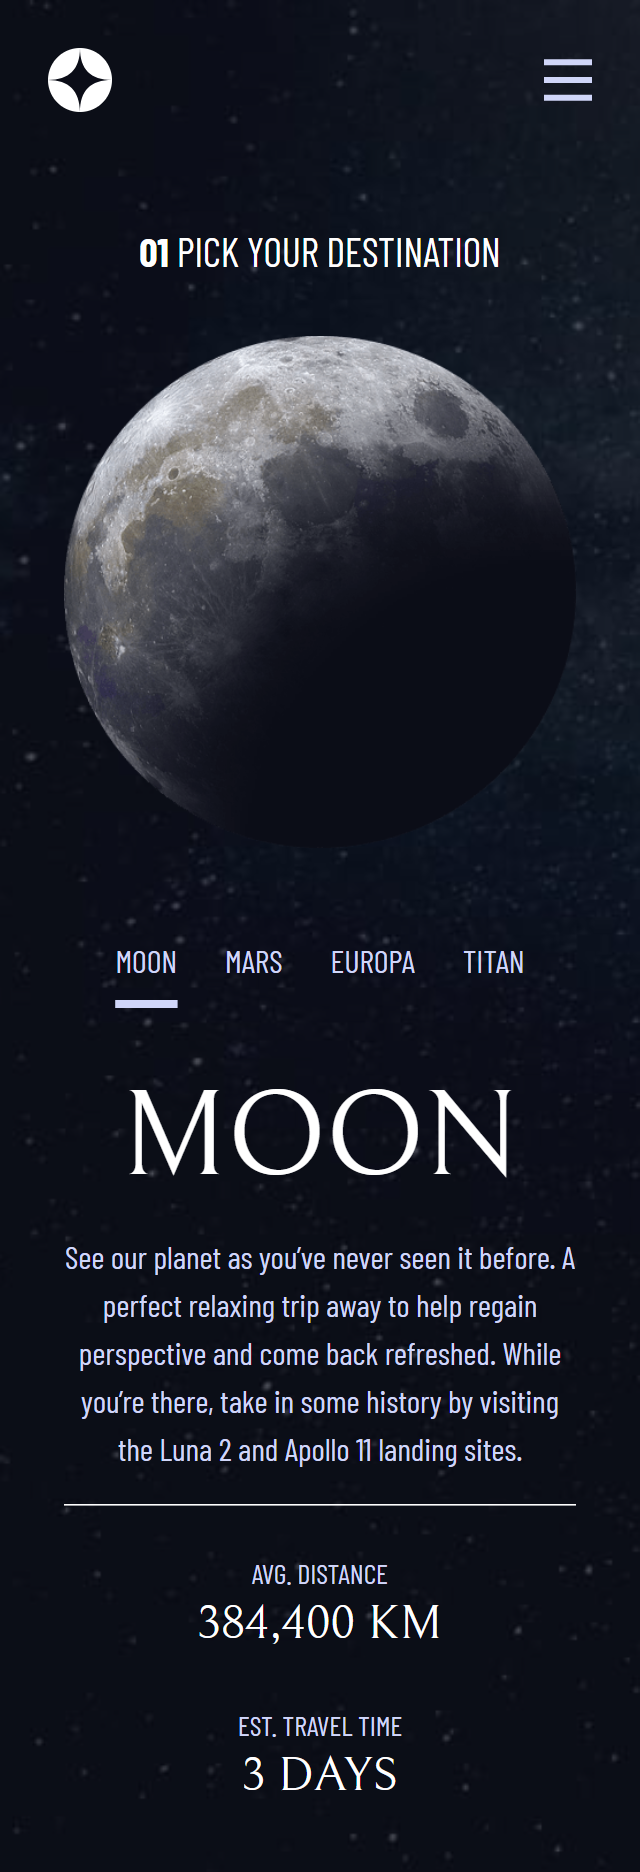 01 PICK YOUR DESTINATION
MOON MARS EUROPA TITAN
MOON
See our planet as you’ve never seen it before. A
perfect relaxing trip away to help regain
perspective and come back refreshed. While
you’re there, take in some history by visiting
the Luna 2 and Apollo 11 landing sites.
AVG. DISTANCE
384,400 KM
EST. TRAVEL TIME
3 DAYS